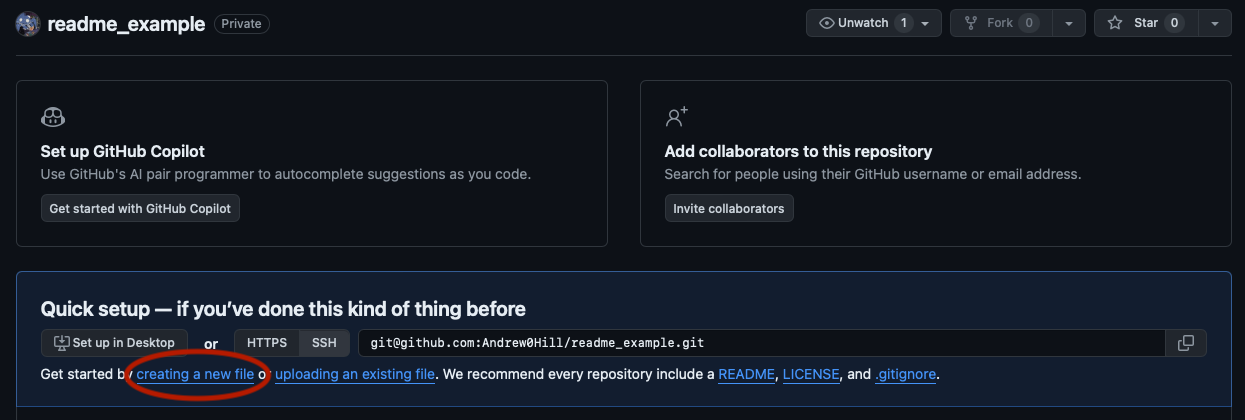 readme_example Private Unwatch 1 Fork 0 Star 0
Set up GitHub Copilot
Use GitHub's AI pair programmer to autocomplete suggestions as you code.
Get started with GitHub Copilot
Add collaborators to this repository
Search for people using their GitHub username or email address.
Invite collaborators
Quick setup — if you've done this kind of thing before
Set up in Desktop or HTTPS SSH git@github.com:Andrew0Hill/readme_example.git
Get started by creating a new file or uploading an existing file. We recommend every repository include a README, LICENSE, and .gitignore.